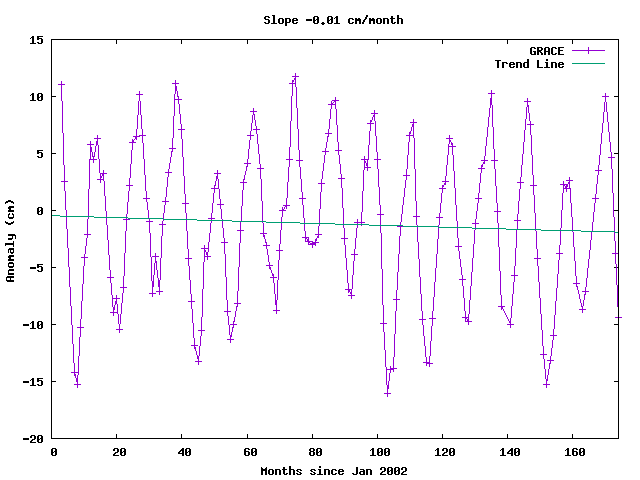 Slope -0.01 cm/month
GRACE
Trend Line
15
10
5
0
-5
-10
-15
-20
Anomaly (cm)
0 20 40 60 80 100 120 140 160
Months since Jan 2002